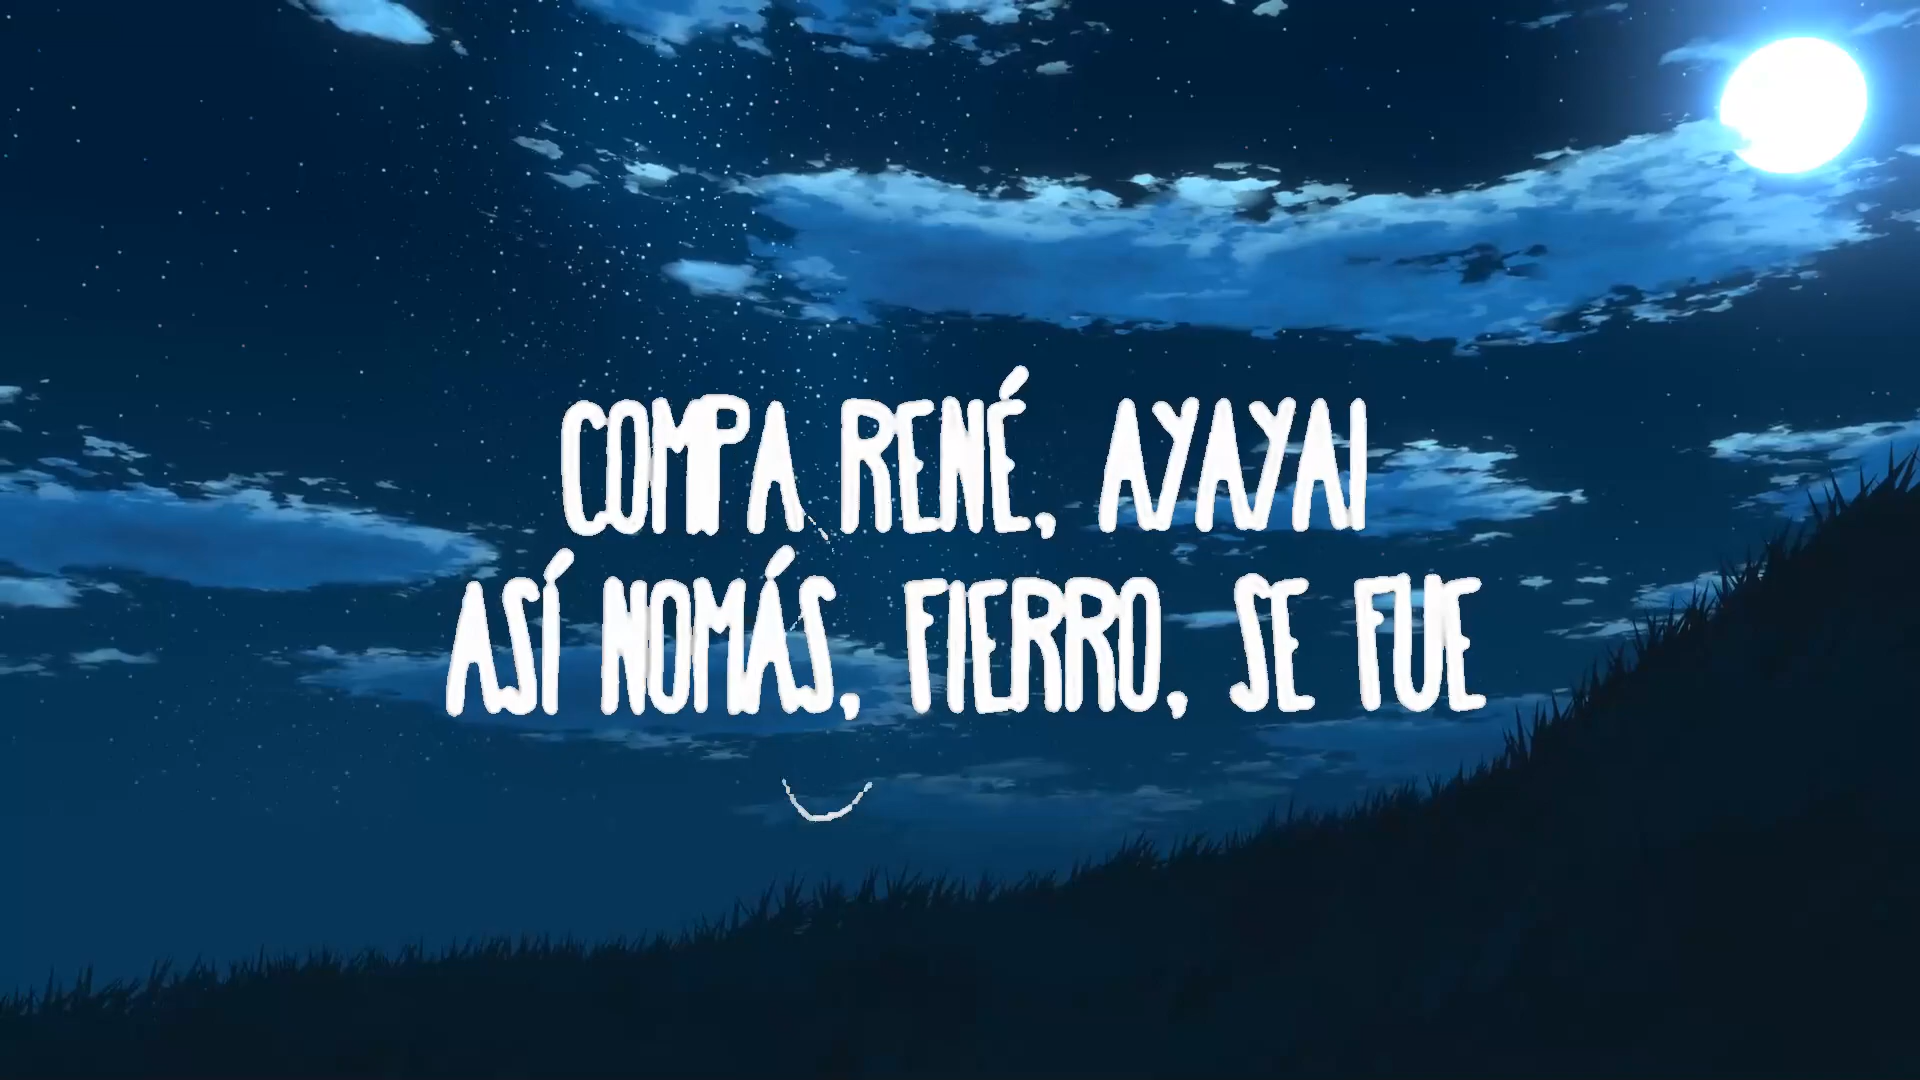 COMPA RENÉ, AYAYAI
ASÍ NOMÁS, FIERRO, SE FUE